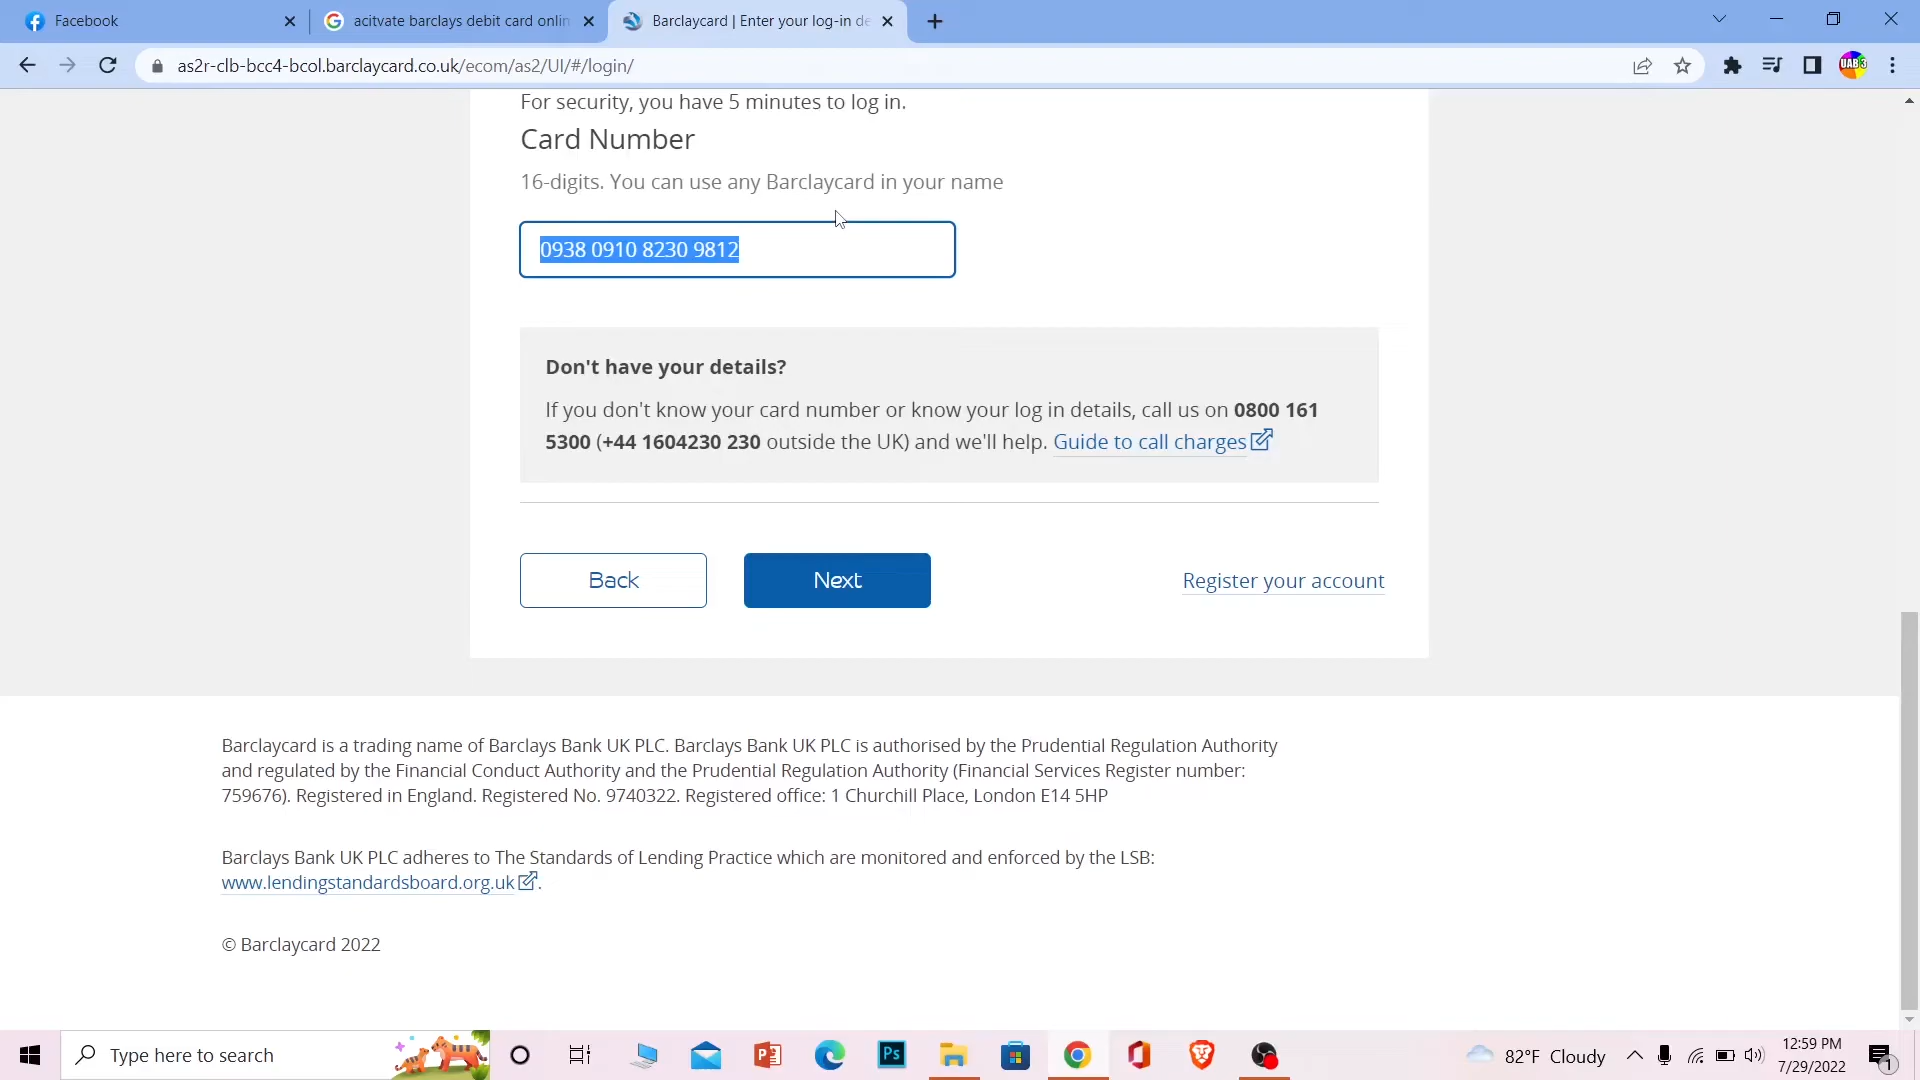 Facebook
acitvate barclays debit card onlin
Barclaycard | Enter your log-in de
as2r-clb-bcc4-bcol.barclaycard.co.uk/ecom/as2/UI/#/login/
UAB 3
For security, you have 5 minutes to log in.
Card Number
16-digits. You can use any Barclaycard in your name
0938 0910 8230 9812
Don't have your details?
If you don't know your card number or know your log in details, call us on 0800 161
5300 (+44 1604230 230 outside the UK) and we'll help. Guide to call charges
Back
Next
Register your account
Barclaycard is a trading name of Barclays Bank UK PLC. Barclays Bank UK PLC is authorised by the Prudential Regulation Authority
and regulated by the Financial Conduct Authority and the Prudential Regulation Authority (Financial Services Register number:
759676). Registered in England. Registered No. 9740322. Registered office: 1 Churchill Place, London E14 5HP
Barclays Bank UK PLC adheres to The Standards of Lending Practice which are monitored and enforced by the LSB:
www.lendingstandardsboard.org.uk.
© Barclaycard 2022
Type here to search
Ps
82°F Cloudy
12:59 PM
7/29/2022
1